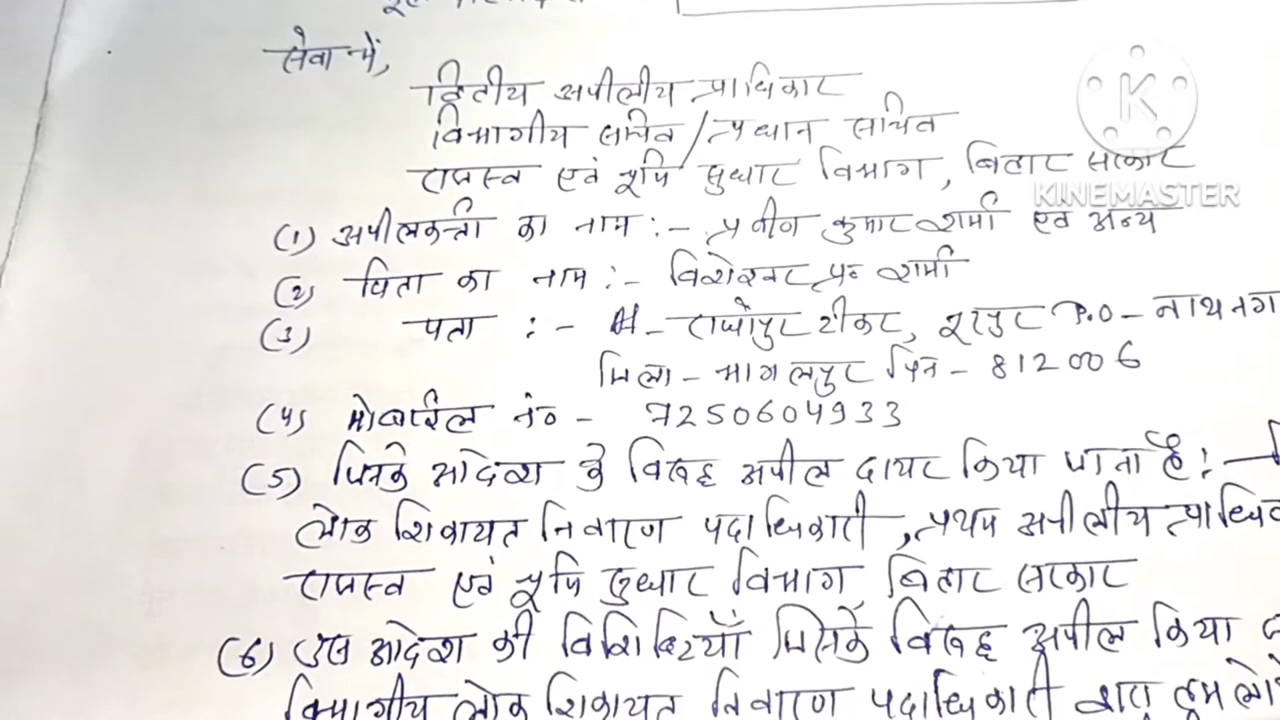 सेवा में,
द्वितीय अपीलीय प्राधिकार
विभागीय सचिव / प्रधान सचिव
राजस्व एवं भूमि सुधार विभाग, बिहार सरकार
KINEMASTER
(1) अपीलकर्ता का नाम :- प्रवीण कुमार शर्मा एवं अन्य
(2) पिता का नाम :- विशेश्वर प्र० शर्मा
(3) पता :- P.O - नाथनग
जिला - भागलपुर पिन - 812006
(4) मोबाईल नं० - 7250604933
(5) जिनके आदेश के विरूद्ध अपील दायर किया जाता है :-
लोक शिकायत निवारण पदाधिकारी, प्रथम अपीलीय प्राधि
राजस्व एवं भूमि सुधार विभाग बिहार सरकार
(6) उस आदेश की विशिष्टियाँ जिसके विरूद्ध अपील किया
विभागीय लोक शिकायत निवारण पदाधिकारी